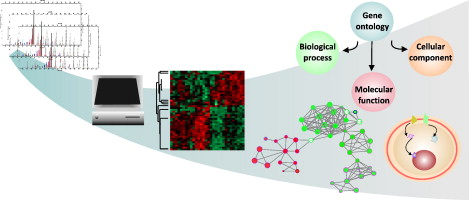 Gene
ontology
Biological
process
Cellular
component
Molecular
function